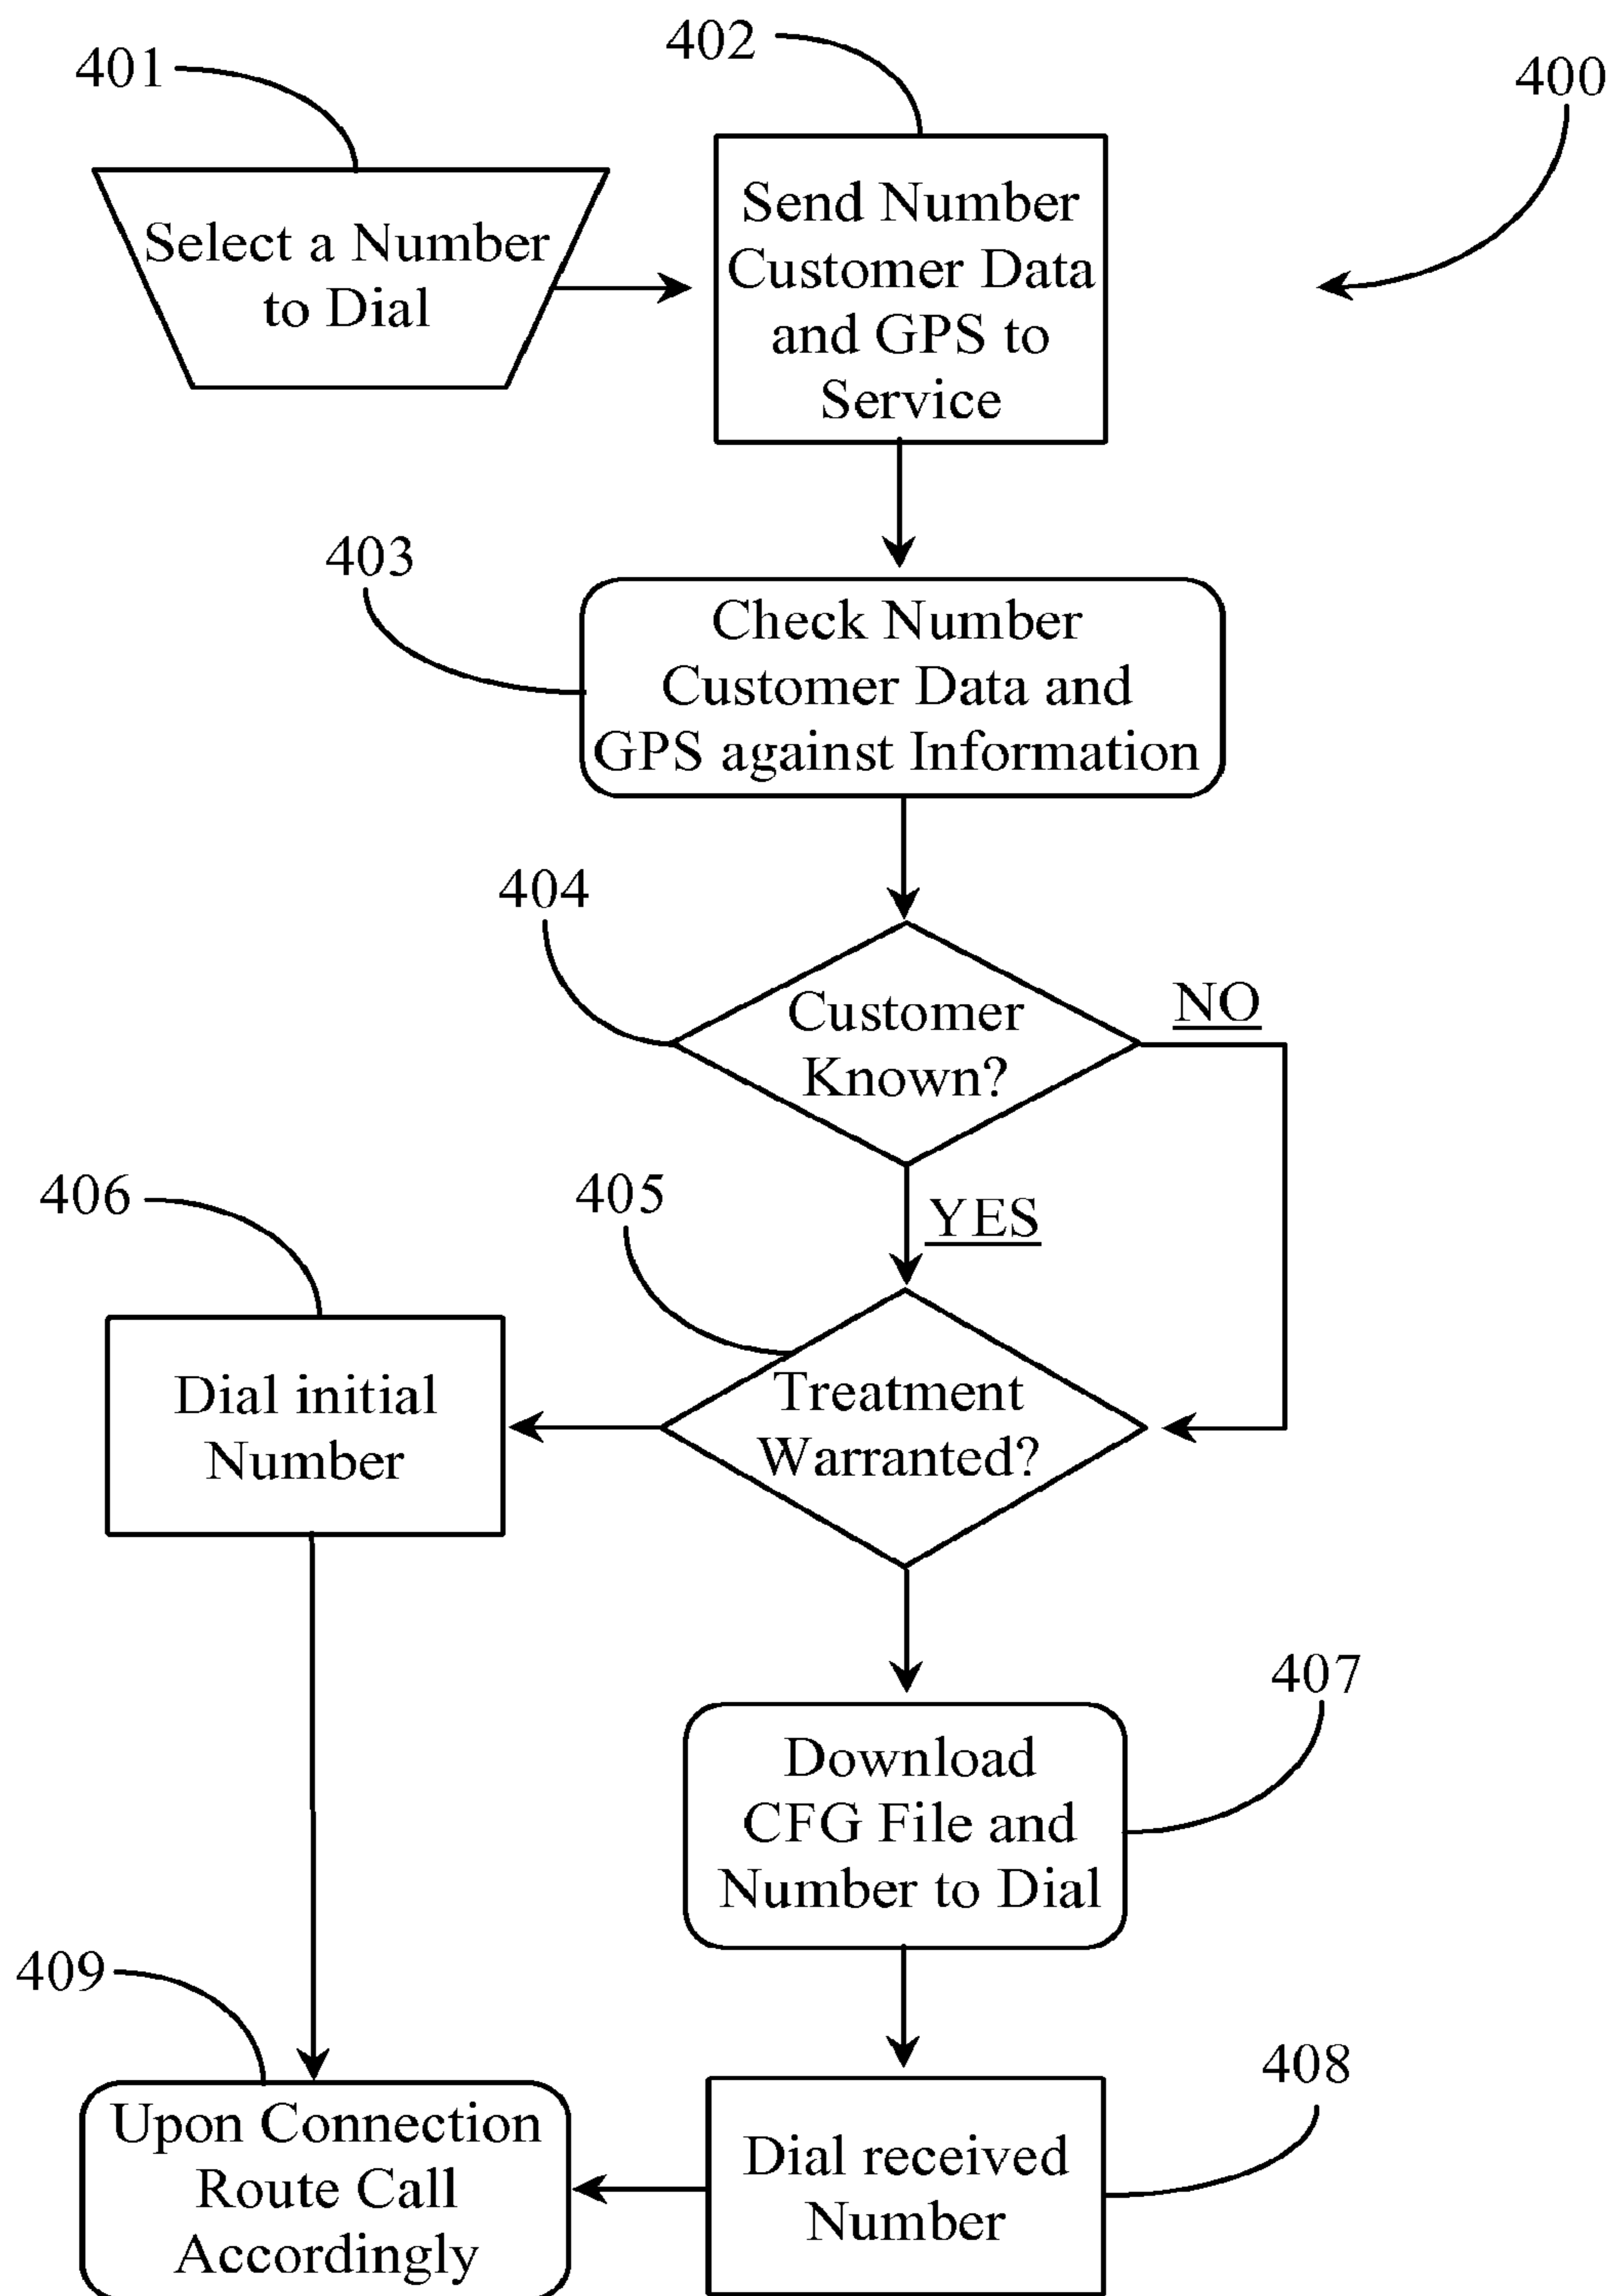 401
402
400
Select a Number
to Dial
Send Number
Customer Data
and GPS to
Service
403
Check Number
Customer Data and
GPS against Information
404
Customer
Known?
NO
YES
406
405
Dial initial
Number
Treatment
Warranted?
407
Download
CFG File and
Number to Dial
409
408
Upon Connection
Route Call
Accordingly
Dial received
Number